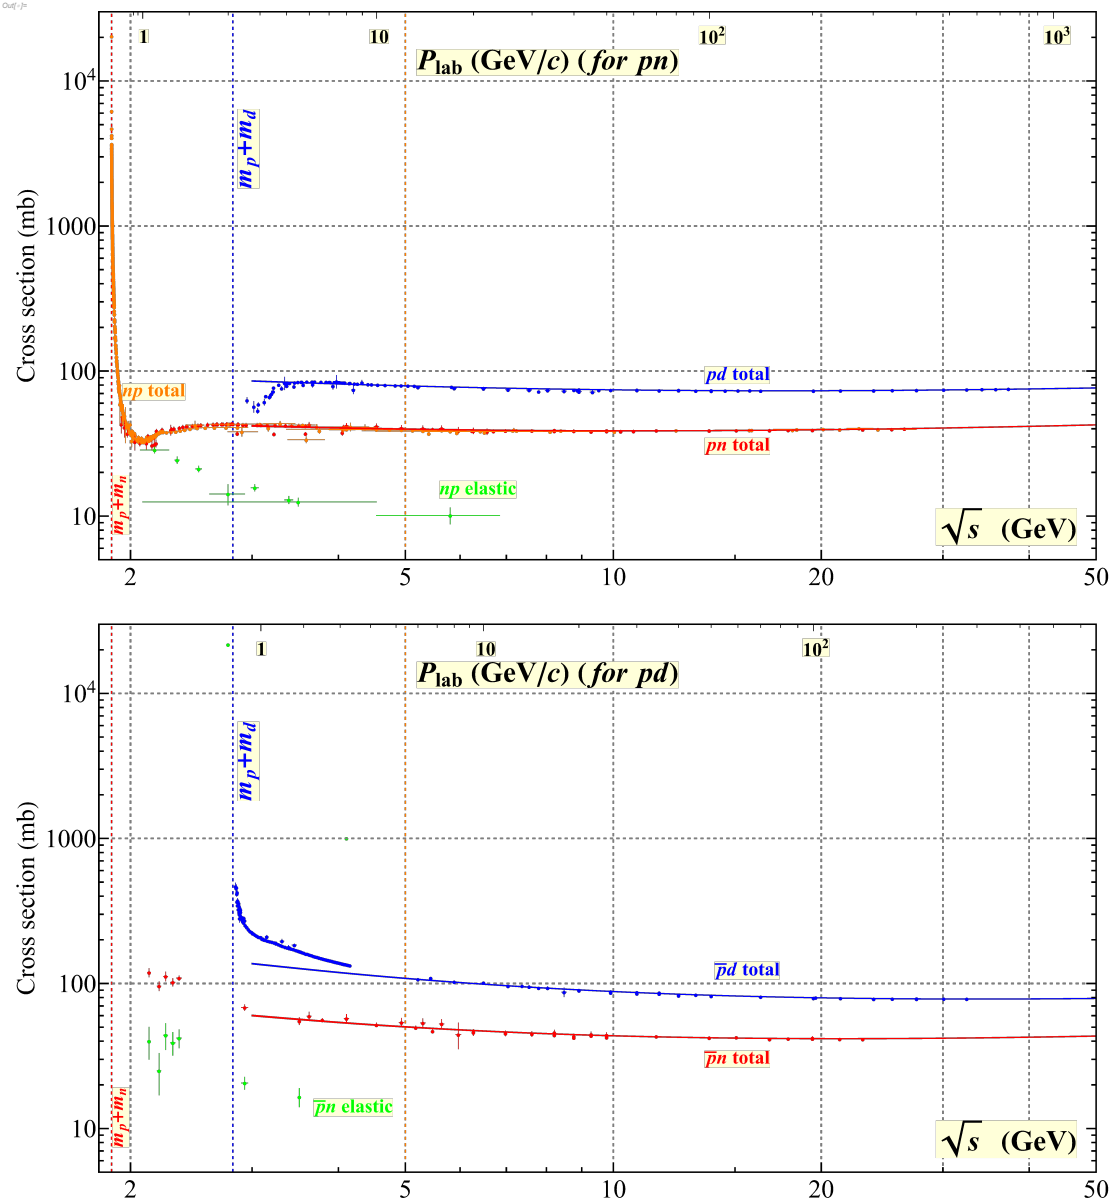 Out[-]=
1 10 10² 10³
P_lab (GeV/c) (for pn)
10⁴
1000
100
10
Cross section (mb)
m_p+m_d
np total
pd total
pn total
np elastic
m_p+m_n
√s (GeV)
2 5 10 20 50
1 10 10²
P_lab (GeV/c) (for pd)
10⁴
1000
100
10
Cross section (mb)
m_p+m_d
p̅d total
p̅n total
p̅n elastic
m_p+m_n
√s (GeV)
2 5 10 20 50